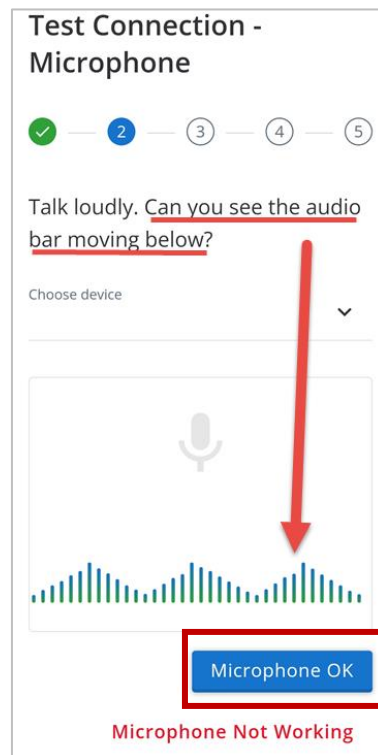 Test Connection -
Microphone
2
3
4
5
Talk loudly. Can you see the audio
bar moving below?
Choose device
Microphone OK
Microphone Not Working